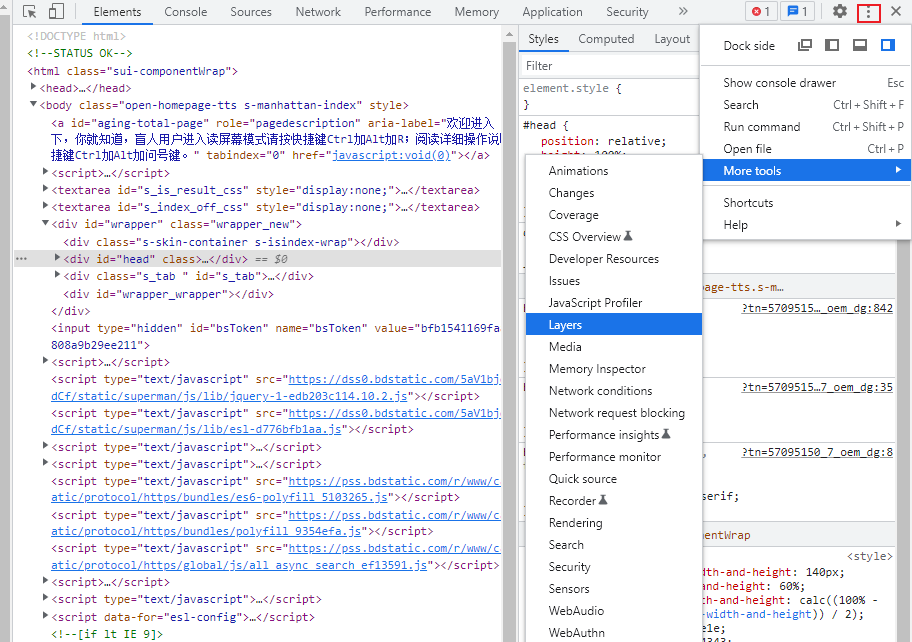 Elements Console Sources Network Performance Memory Application Security » 1 1
<!DOCTYPE html>
<!--STATUS OK-->
<html class="sui-componentWrap">
<head>…</head>
<body class="open-homepage-tts s-manhattan-index" style>
<a id="aging-total-page" role="pagedescription" aria-label="欢迎进入
下，你就知道，盲人用户进入读屏幕模式请按快捷键Ctrl加Alt加R；阅读详细操作说
捷键Ctrl加Alt加问号键。" tabindex="0" href="javascript:void(0)"></a>
<script>…</script>
<textarea id="s_is_result_css" style="display:none;">…</textarea>
<textarea id="s_index_off_css" style="display:none;">…</textarea>
<div id="wrapper" class="wrapper_new">
<div class="s-skin-container s-isindex-wrap"></div>
… <div id="head" class>…</div> == $0
<div class="s_tab " id="s_tab">…</div>
<div id="wrapper_wrapper"></div>
</div>
<input type="hidden" id="bsToken" name="bsToken" value="bfb1541169fa
808a9b29ee211">
<script>…</script>
<script type="text/javascript" src="https://dss0.bdstatic.com/5aV1bj
dCf/static/superman/js/lib/jquery-1-edb203c114.10.2.js"></script>
<script type="text/javascript" src="https://dss0.bdstatic.com/5aV1bj
dCf/static/superman/js/lib/esl-d776bfb1aa.js"></script>
<script type="text/javascript">…</script>
<script type="text/javascript">…</script>
<script type="text/javascript" src="https://pss.bdstatic.com/r/www/c
atic/protocol/https/bundles/es6-polyfill_5103265.js"></script>
<script type="text/javascript" src="https://pss.bdstatic.com/r/www/c
atic/protocol/https/bundles/polyfill_9354efa.js"></script>
<script type="text/javascript" src="https://pss.bdstatic.com/r/www/c
atic/protocol/https/global/js/all_async_search_ef13591.js"></script>
<script>…</script>
<script type="text/javascript">…</script>
<script data-for="esl-config">…</script>
<!--[if lt IE 9]>
Styles Computed Layout
Filter
element.style {
}
#head {
position: relative;
height: 100%;
Dock side
Show console drawer Esc
Search Ctrl + Shift + F
Run command Ctrl + Shift + P
Open file Ctrl + P
More tools
Shortcuts
Help
Animations
Changes
Coverage
CSS Overview
Developer Resources
Issues
JavaScript Profiler
Layers
Media
Memory Inspector
Network conditions
Network request blocking
Performance insights
Performance monitor
Quick source
Recorder
Rendering
Search
Security
Sensors
WebAudio
WebAuthn
page-tts.s-m…
?tn=5709515…_oem_dg:842
?tn=5709515…7_oem_dg:35
, ?tn=57095150_7_oem_dg:8
serif;
nentWrap
<style>
dth-and-height: 140px;
and-height: 60%;
th-and-height: calc((100% -
-width-and-height)) / 2);